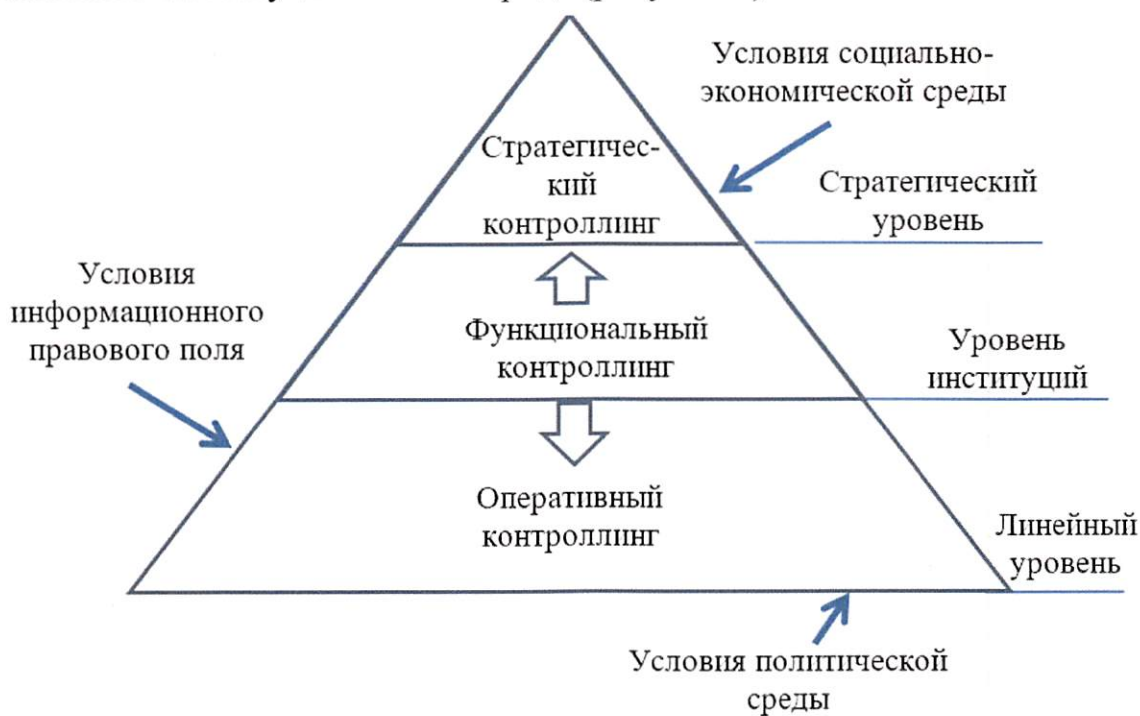 Условия социально-
экономической среды
Стратегичес-
кий
контроллинг
Стратегический
уровень
Условия
информационного
правового поля
Функциональный
контроллинг
Уровень
институций
Оперативный
контроллинг
Линейный
уровень
Условия политической
среды